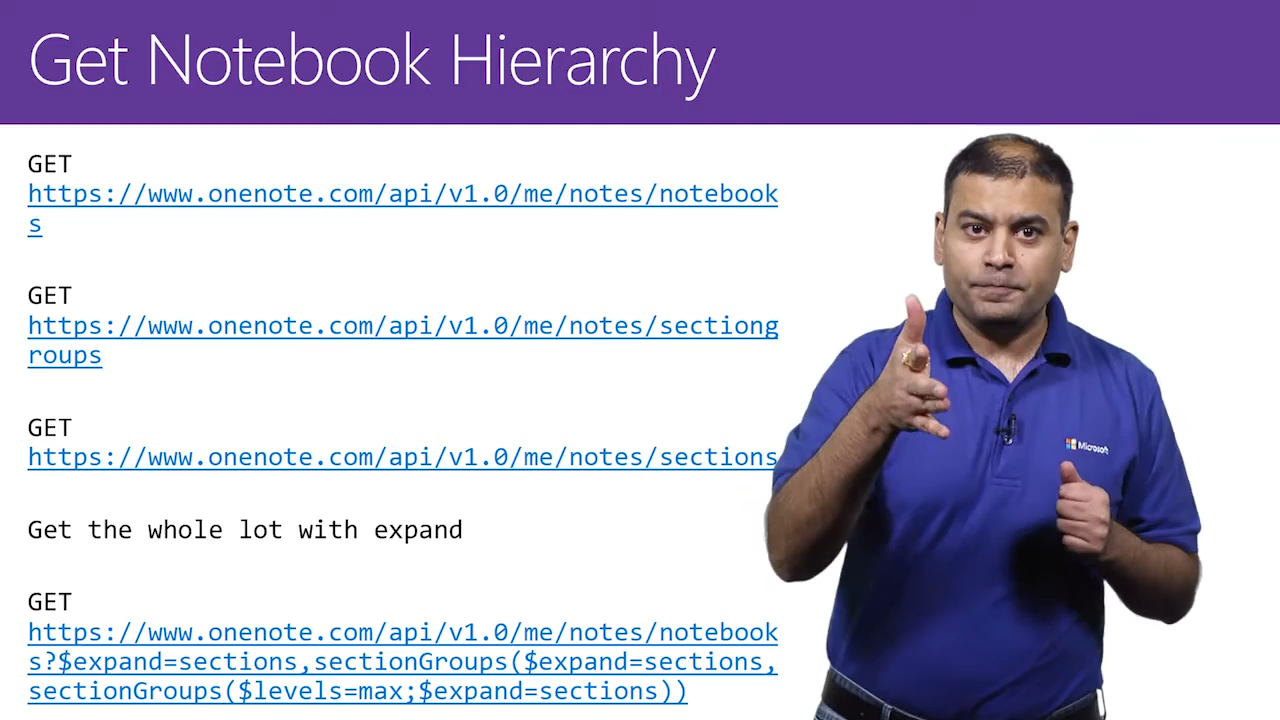 Get Notebook Hierarchy
GET
https://www.onenote.com/api/v1.0/me/notes/notebook
s
GET
https://www.onenote.com/api/v1.0/me/notes/sectiong
roups
GET
https://www.onenote.com/api/v1.0/me/notes/sections
Microsoft
Get the whole lot with expand
GET
https://www.onenote.com/api/v1.0/me/notes/notebook
s?$expand=sections,sectionGroups($expand=sections,
sectionGroups($levels=max;$expand=sections))